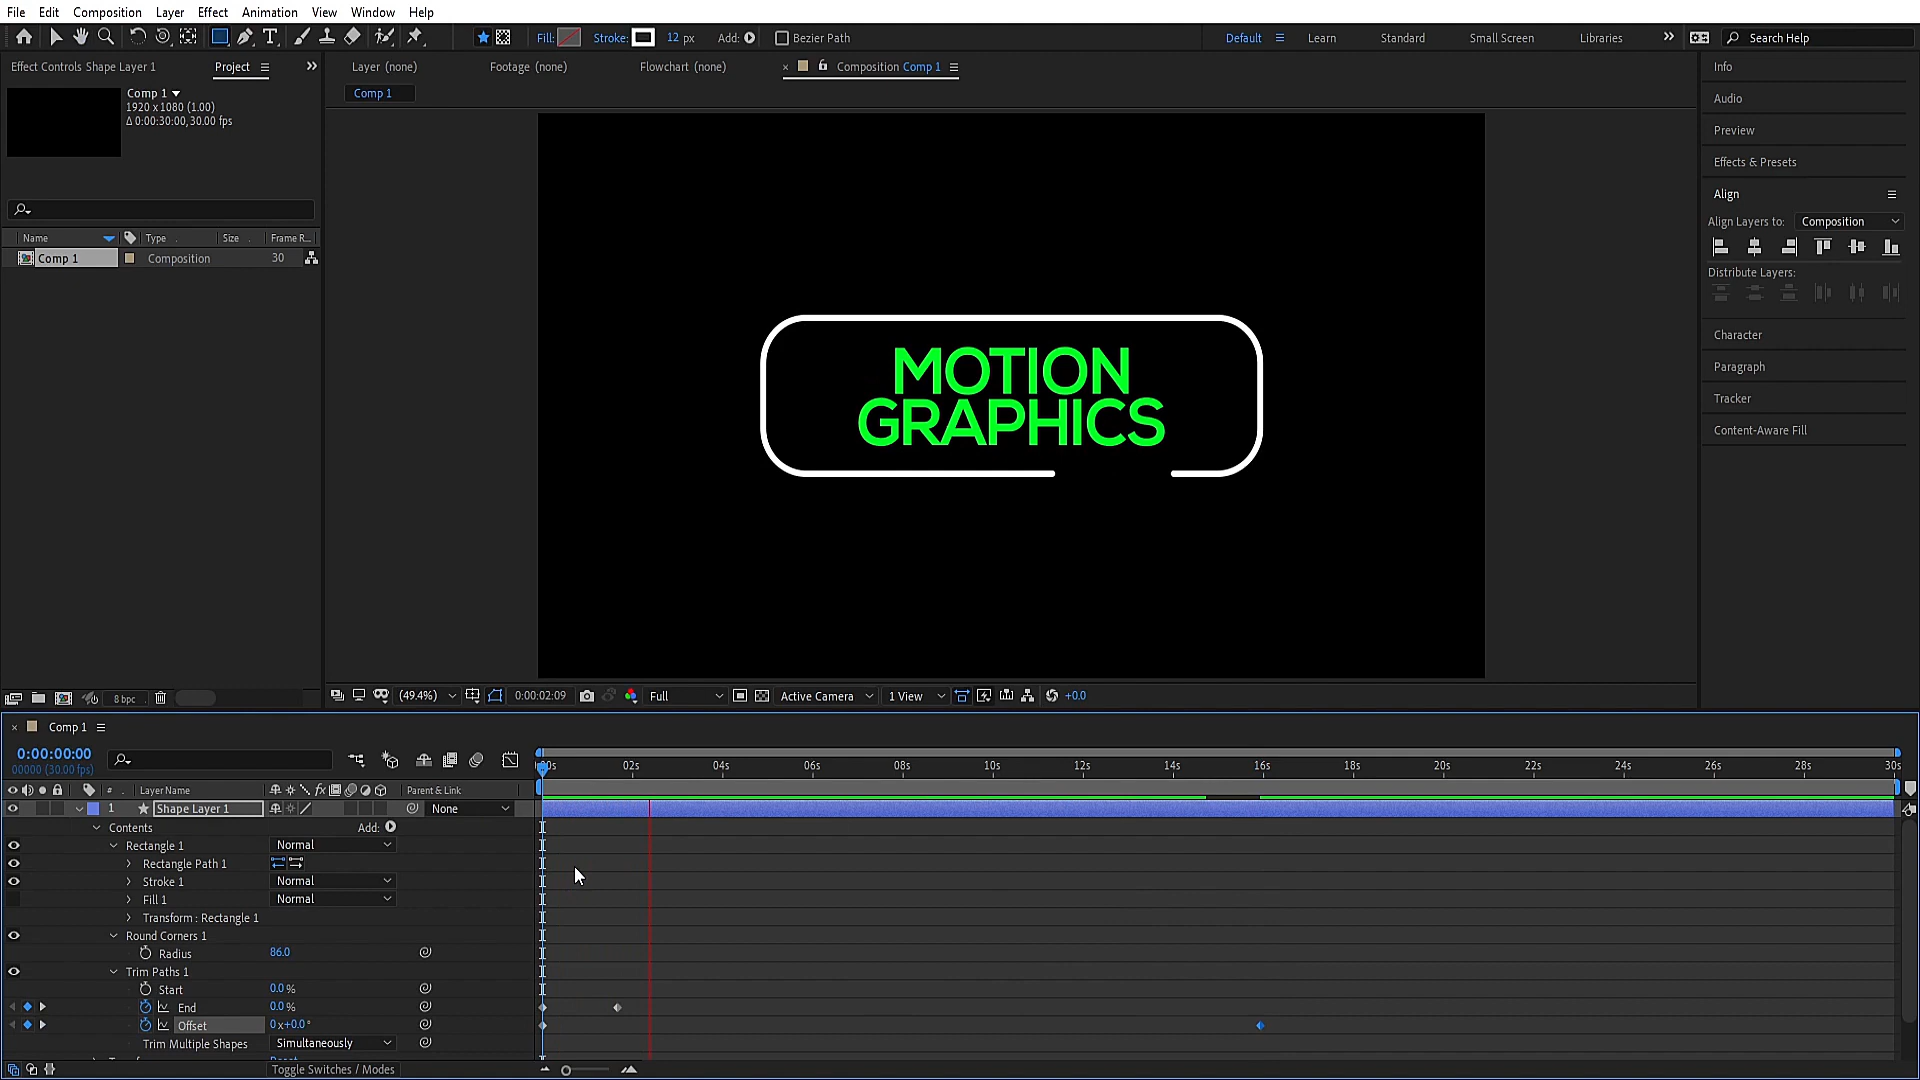 File Edit Composition Layer Effect Animation View Window Help
Fill: Stroke: 12 px Add: Bezier Path Default Learn Standard Small Screen Libraries Search Help
Effect Controls Shape Layer 1 Project Layer (none) Footage (none) Flowchart (none) Composition Comp 1 Info
Comp 1
1920 x 1080 (1.00)
Δ 0:00:30:00, 30.00 fps
Comp 1
Audio
Preview
Effects & Presets
Align
Align Layers to: Composition
Distribute Layers:
Character
Paragraph
Tracker
Content-Aware Fill
Name Type Size Frame R...
Comp 1 Composition 30
MOTION
GRAPHICS
8 bpc (49.4%) 0:00:02:09 Full Active Camera 1 View +0.0
Comp 1
0:00:00:00
00000 (30.00 fps)
02s 04s 06s 08s 10s 12s 14s 16s 18s 20s 22s 24s 26s 28s 30s
# Layer Name fx Parent & Link
1 Shape Layer 1 None
Contents Add:
Rectangle 1 Normal
Rectangle Path 1
Stroke 1 Normal
Fill 1 Normal
Transform : Rectangle 1
Round Corners 1
Radius 86.0
Trim Paths 1
Start 0.0 %
End 0.0 %
Offset 0 x +0.0 °
Trim Multiple Shapes Simultaneously
Toggle Switches / Modes